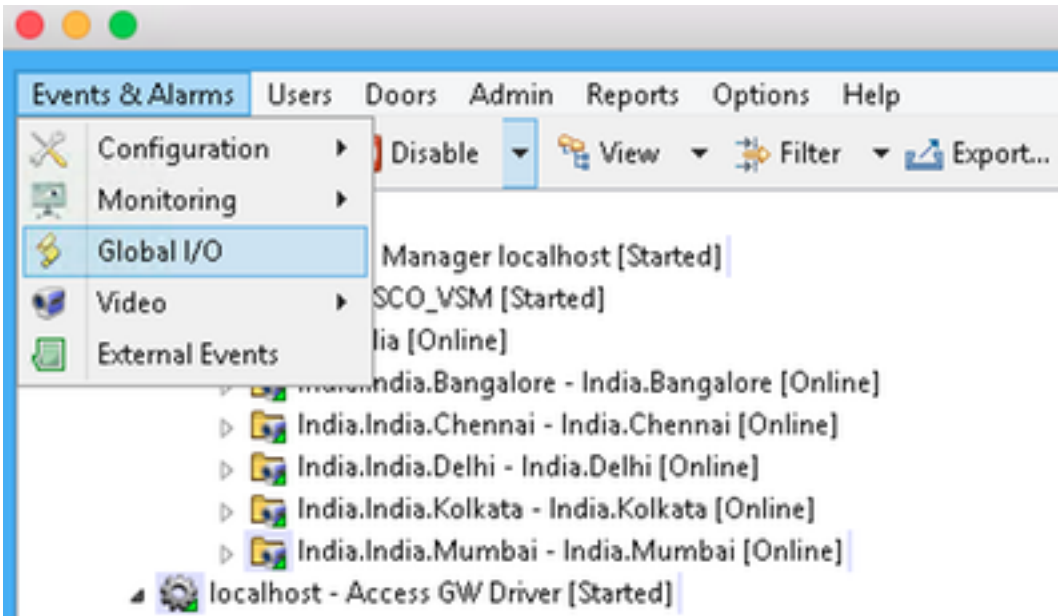 Events & Alarms Users Doors Admin Reports Options Help
Configuration Disable View Filter Export...
Monitoring
Global I/O Manager localhost [Started]
Video SCO_VSM [Started]
External Events lia [Online]
India.India.Bangalore - India.Bangalore [Online]
India.India.Chennai - India.Chennai [Online]
India.India.Delhi - India.Delhi [Online]
India.India.Kolkata - India.Kolkata [Online]
India.India.Mumbai - India.Mumbai [Online]
localhost - Access GW Driver [Started]